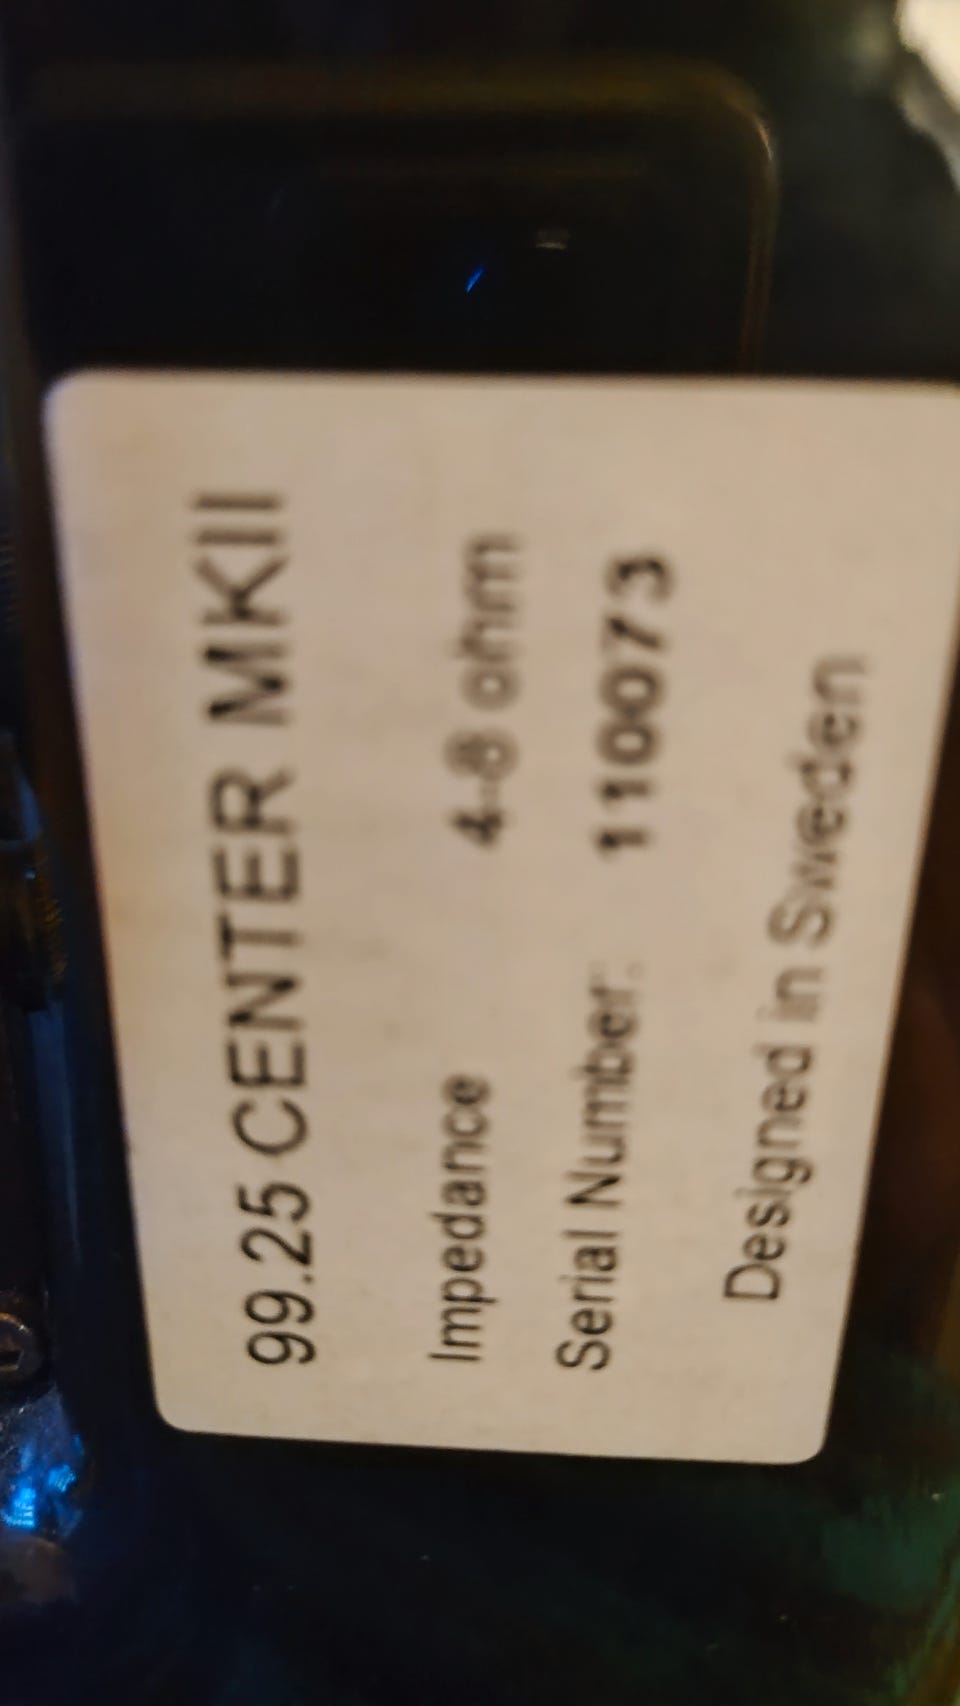 99.25 CENTER MKII
Impedance 4-8 ohm
Serial Number: 110073
Designed in Sweden